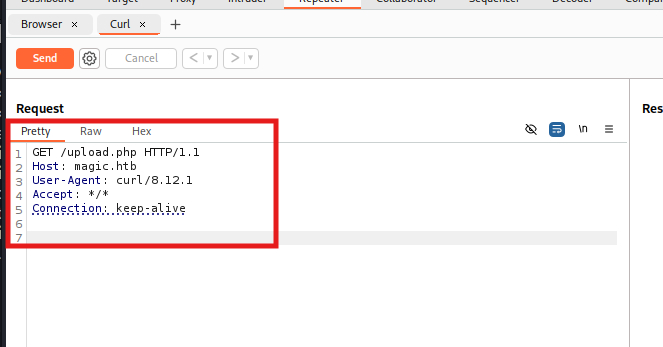 Dashboard Target Proxy Intruder Repeater Collaborator Sequencer Decoder
Browser × Curl × +
Send Cancel < ▾ > ▾
Request
Res
Pretty Raw Hex \n
1 GET /upload.php HTTP/1.1
2 Host: magic.htb
3 User-Agent: curl/8.12.1
4 Accept: */*
5 Connection: keep-alive
6
7